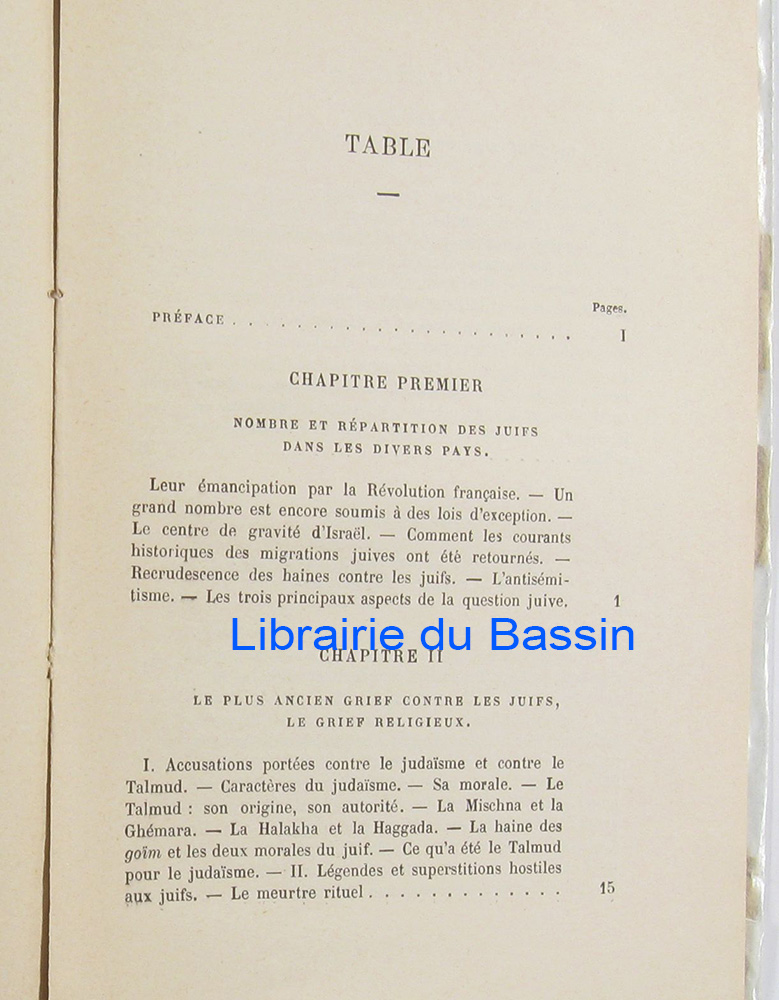 TABLE
Pages.
PRÉFACE . . . . . . . . . . . . . . . . . . . . . . I
CHAPITRE PREMIER
NOMBRE ET RÉPARTITION DES JUIFS
DANS LES DIVERS PAYS.
Leur émancipation par la Révolution française. — Un
grand nombre est encore soumis à des lois d'exception. —
Le centre de gravité d'Israël. — Comment les courants
historiques des migrations juives ont été retournés. —
Recrudescence des haines contre les juifs. — L'antisémi-
tisme. — Les trois principaux aspects de la question juive. 1
Librairie du Bassin
CHAPITRE II
LE PLUS ANCIEN GRIEF CONTRE LES JUIFS,
LE GRIEF RELIGIEUX.
I. Accusations portées contre le judaïsme et contre le
Talmud. — Caractères du judaïsme. — Sa morale. — Le
Talmud : son origine, son autorité. — La Mischna et la
Ghémara. — La Halakha et la Haggada. — La haine des
goïm et les deux morales du juif. — Ce qu'a été le Talmud
pour le judaïsme. — II. Légendes et superstitions hostiles
aux juifs. — Le meurtre rituel . . . . . . . . . . . . . 15